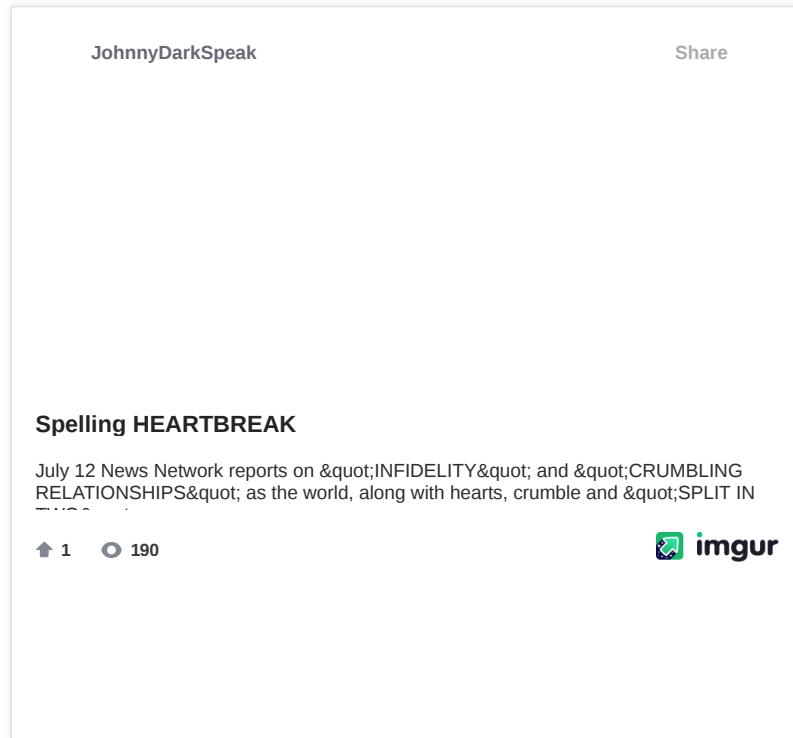 JohnnyDarkSpeak Share
Spelling HEARTBREAK
July 12 News Network reports on &quot;INFIDELITY&quot; and &quot;CRUMBLING
RELATIONSHIPS&quot; as the world, along with hearts, crumble and &quot;SPLIT IN
1 190
imgur